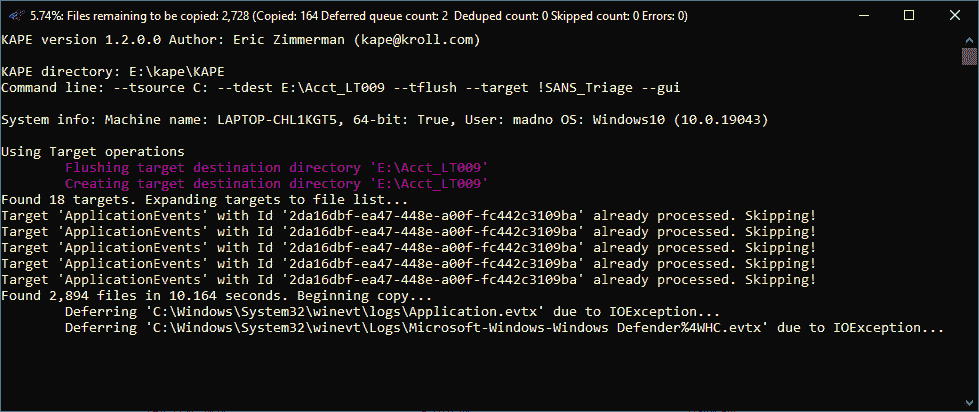 5.74%: Files remaining to be copied: 2,728 (Copied: 164 Deferred queue count: 2  Deduped count: 0 Skipped count: 0 Errors: 0)
KAPE version 1.2.0.0 Author: Eric Zimmerman (kape@kroll.com)
KAPE directory: E:\kape\KAPE
Command line: --tsource C: --tdest E:\Acct_LT009 --tflush --target !SANS_Triage --gui
System info: Machine name: LAPTOP-CHL1KGT5, 64-bit: True, User: madno OS: Windows10 (10.0.19043)
Using Target operations
Flushing target destination directory 'E:\Acct_LT009'
Creating target destination directory 'E:\Acct_LT009'
Found 18 targets. Expanding targets to file list...
Target 'ApplicationEvents' with Id '2da16dbf-ea47-448e-a00f-fc442c3109ba' already processed. Skipping!
Target 'ApplicationEvents' with Id '2da16dbf-ea47-448e-a00f-fc442c3109ba' already processed. Skipping!
Target 'ApplicationEvents' with Id '2da16dbf-ea47-448e-a00f-fc442c3109ba' already processed. Skipping!
Target 'ApplicationEvents' with Id '2da16dbf-ea47-448e-a00f-fc442c3109ba' already processed. Skipping!
Target 'ApplicationEvents' with Id '2da16dbf-ea47-448e-a00f-fc442c3109ba' already processed. Skipping!
Found 2,894 files in 10.164 seconds. Beginning copy...
Deferring 'C:\Windows\System32\winevt\logs\Application.evtx' due to IOException...
Deferring 'C:\Windows\System32\winevt\Logs\Microsoft-Windows-Windows Defender%4WHC.evtx' due to IOException...